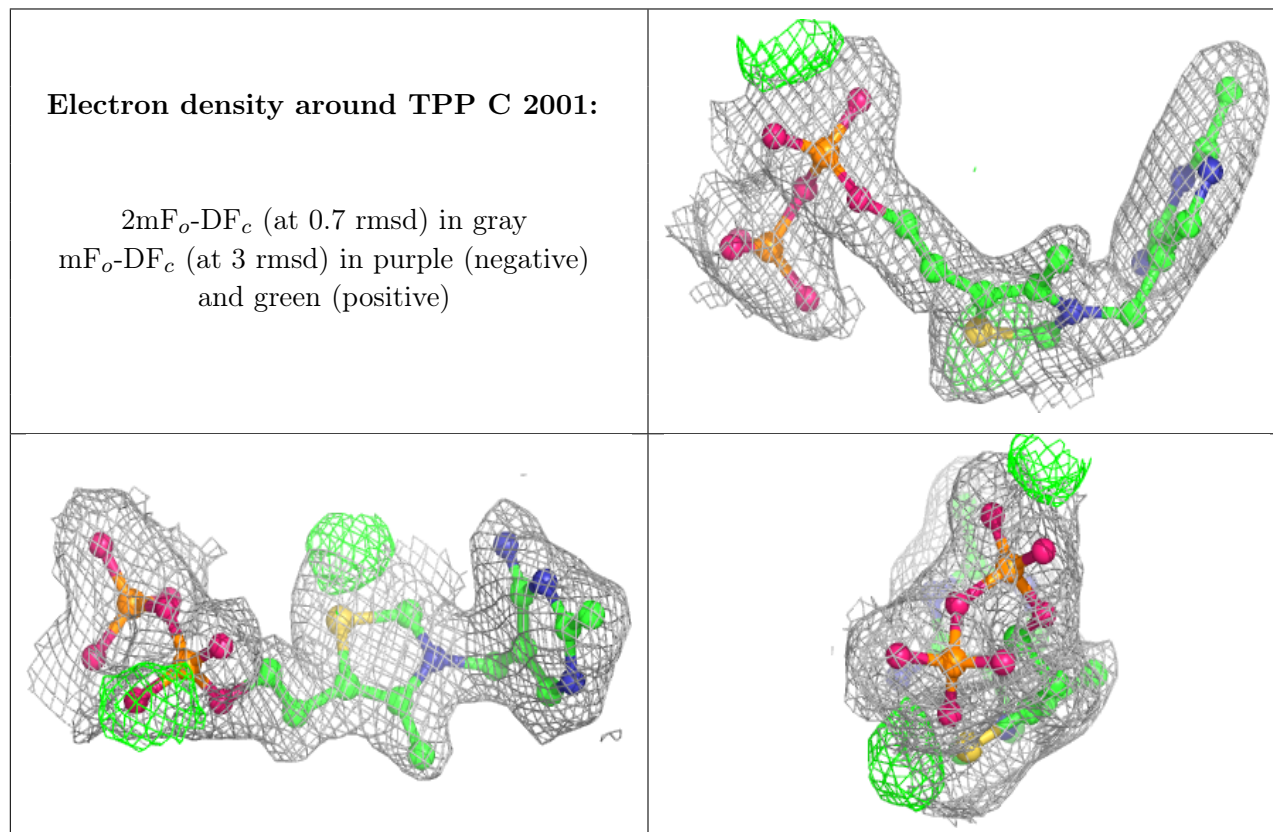 Electron density around TPP C 2001:
2mFo-DFc (at 0.7 rmsd) in gray
mFo-DFc (at 3 rmsd) in purple (negative)
and green (positive)